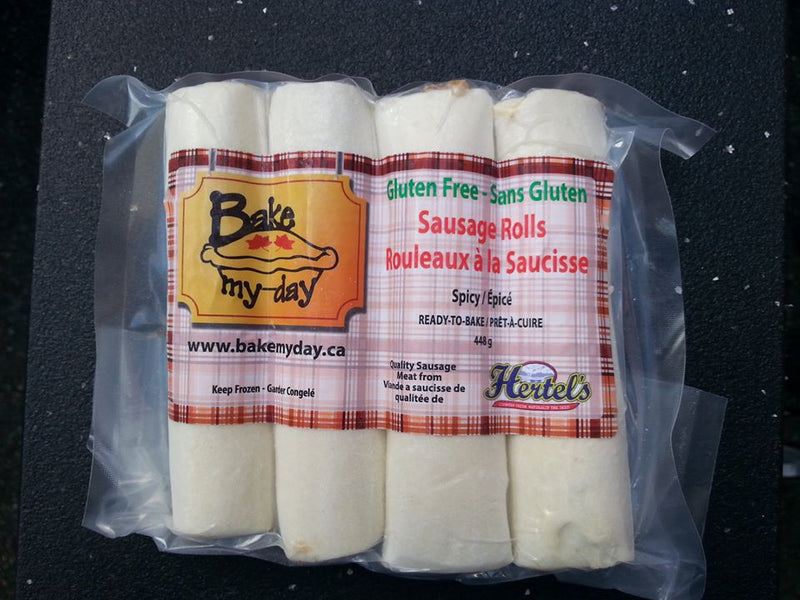 Bake
my day
www.bakemyday.ca
Keep Frozen - Garder Congelé
Gluten Free - Sans Gluten
Sausage Rolls
Rouleaux à la Saucisse
Spicy / Épicé
READY-TO-BAKE / PRÊT-À-CUIRE
448 g
Quality Sausage
Meat from
Viande a saucisse de
qualitée de
Hertel's